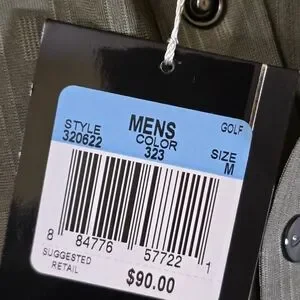 MENS
GOLF
STYLE COLOR SIZE
320622 323 M
8 84776 57722 1
SUGGESTED
RETAIL
$90.00